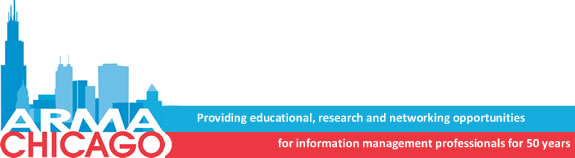 ARMA
CHICAGO
Providing educational, research and networking opportunities
for information management professionals for 50 years